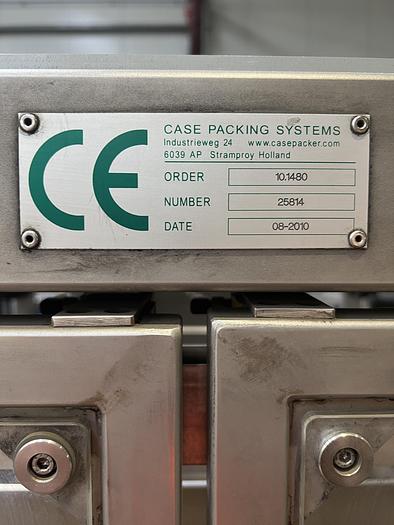 CE
CASE PACKING SYSTEMS
Industrieweg 24 www.casepacker.com
6039 AP Stramproy Holland
ORDER 10.1480
NUMBER 25814
DATE 08-2010